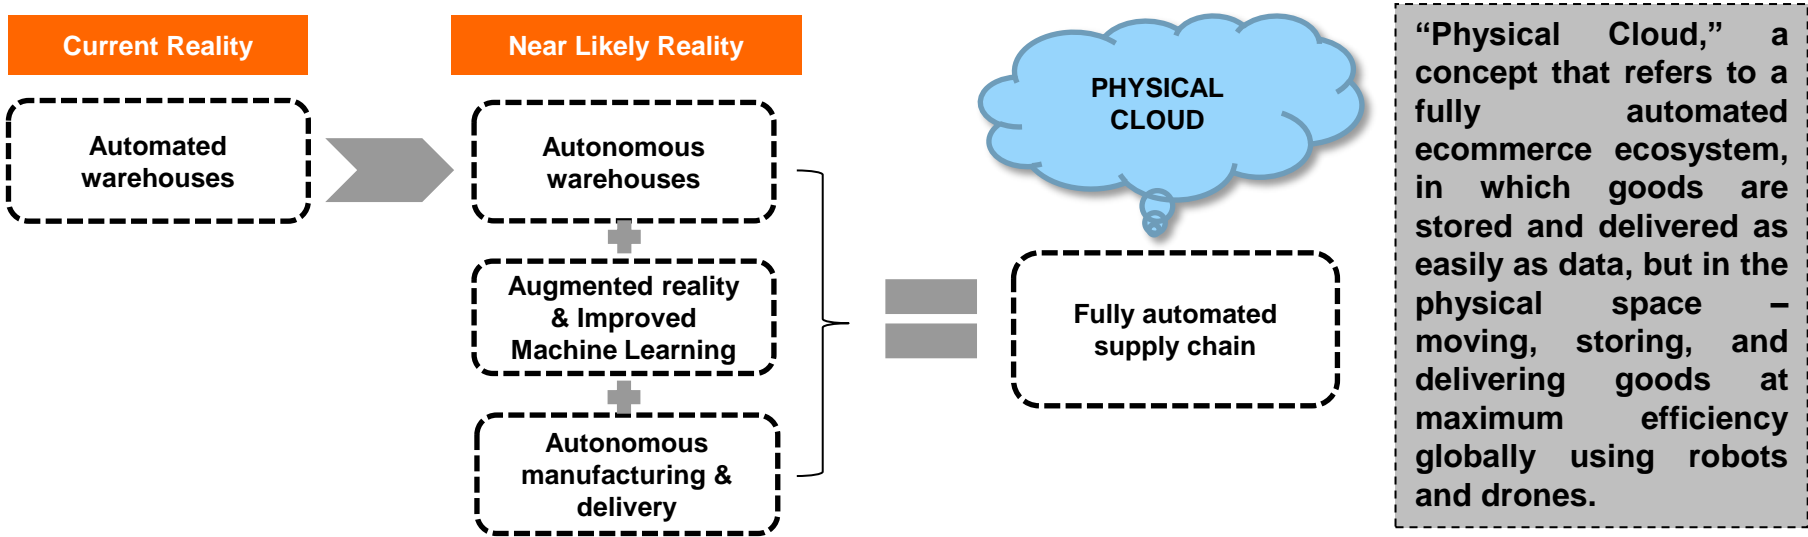 Current Reality
Near Likely Reality
Automated
warehouses
Autonomous
warehouses
Augmented reality
& Improved
Machine Learning
Autonomous
manufacturing &
delivery
PHYSICAL
CLOUD
Fully automated
supply chain
“Physical Cloud,” a
concept that refers to a
fully automated
ecommerce ecosystem,
in which goods are
stored and delivered as
easily as data, but in the
physical space –
moving, storing, and
delivering goods at
maximum efficiency
globally using robots
and drones.